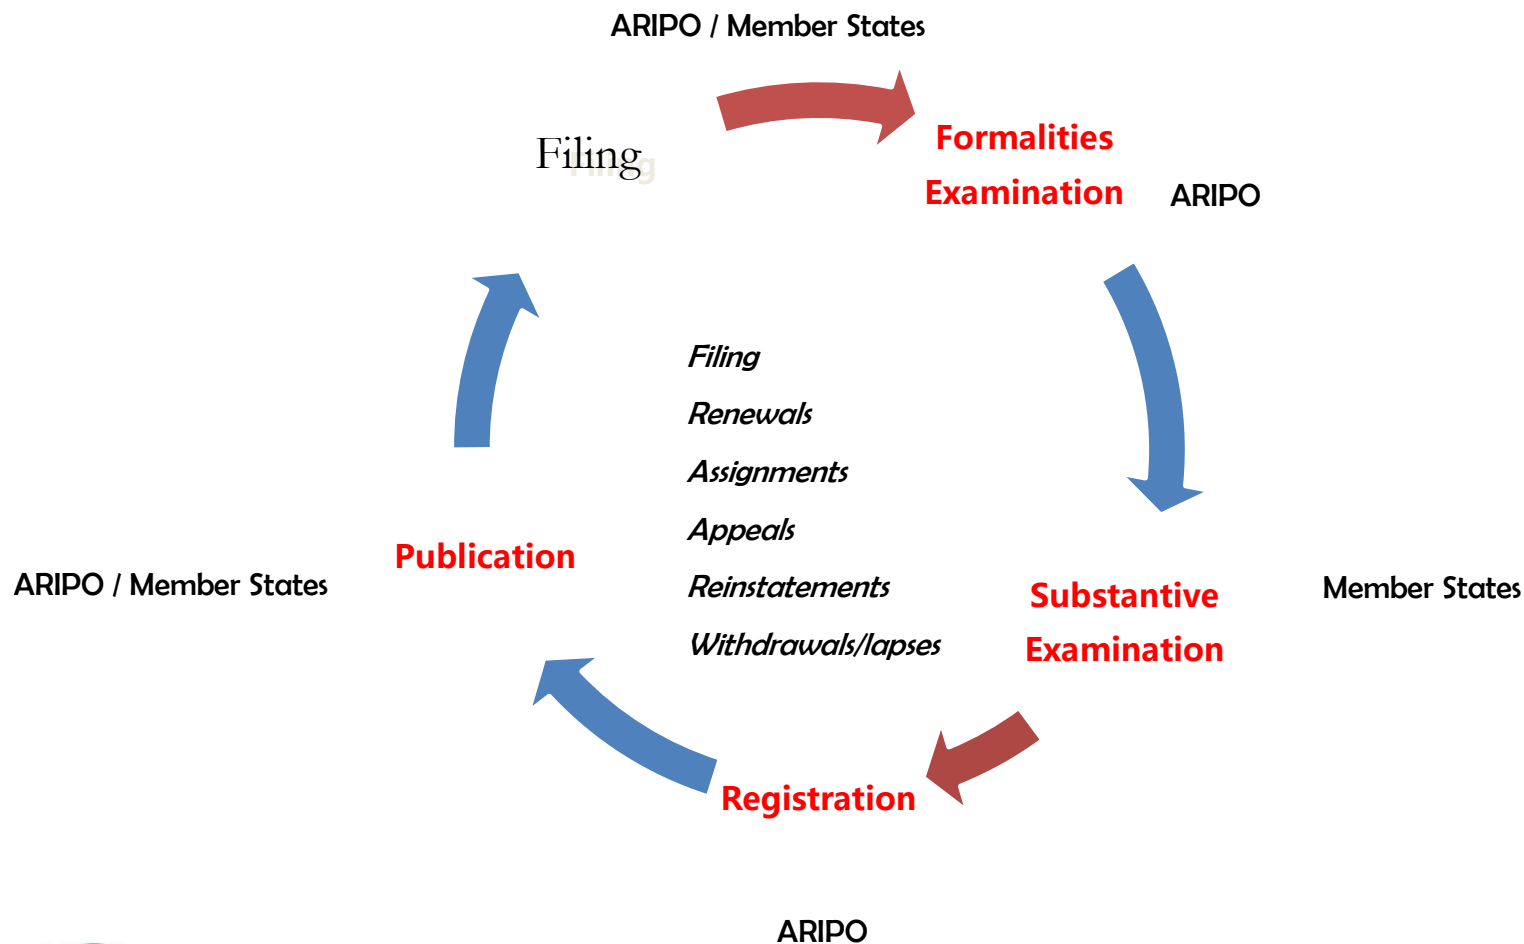 ARIPO / Member States
Filing
Filing
Formalities
Examination
ARIPO
Filing
Renewals
Assignments
Appeals
Reinstatements
Withdrawals/lapses
Publication
ARIPO / Member States
Substantive
Examination
Member States
Registration
ARIPO